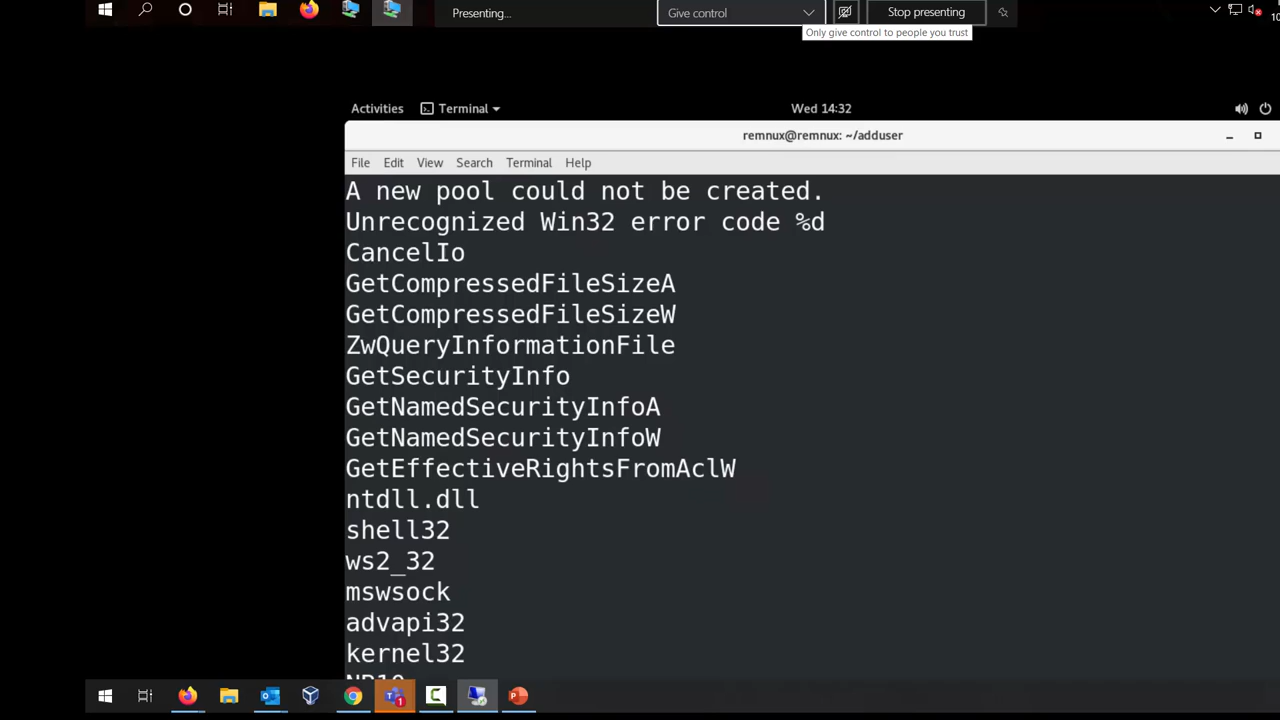 Presenting...
Give control
Stop presenting
Only give control to people you trust
Activities
Terminal
Wed 14:32
remnux@remnux: ~/adduser
File Edit View Search Terminal Help
A new pool could not be created.
Unrecognized Win32 error code %d
CancelIo
GetCompressedFileSizeA
GetCompressedFileSizeW
ZwQueryInformationFile
GetSecurityInfo
GetNamedSecurityInfoA
GetNamedSecurityInfoW
GetEffectiveRightsFromAclW
ntdll.dll
shell32
ws2_32
mswsock
advapi32
kernel32
NB10
1